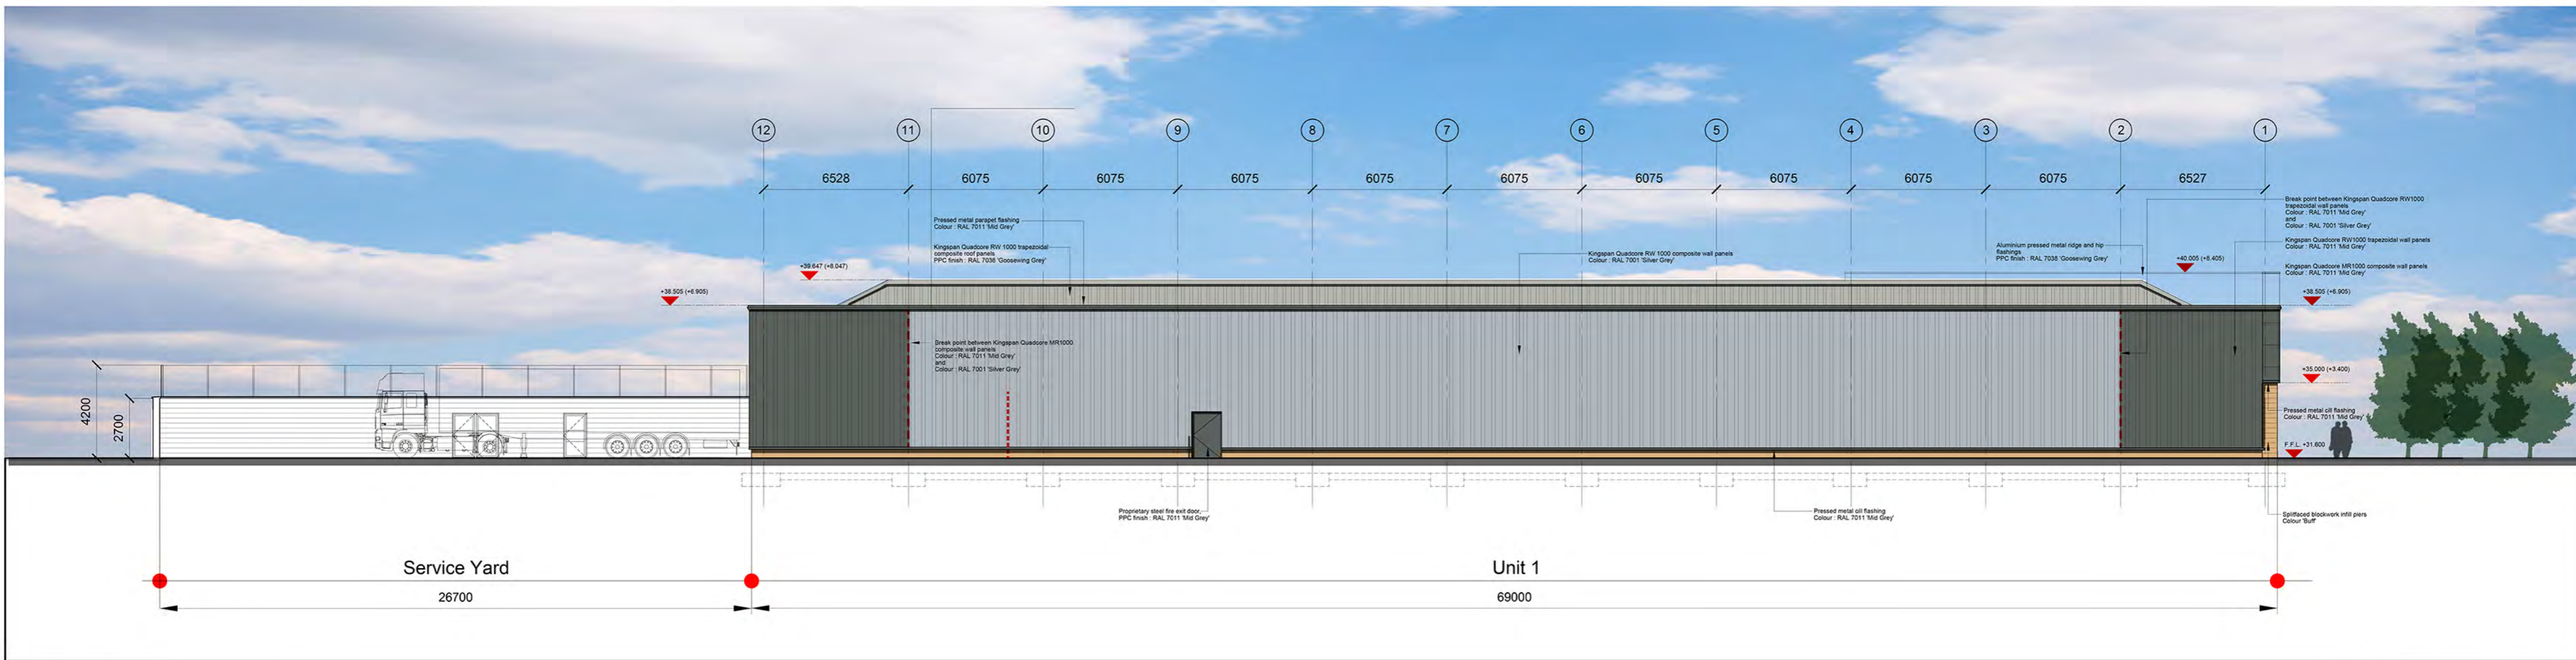 12
11
10
9
8
7
6
5
4
3
2
1
6528
6075
6075
6075
6075
6075
6075
6075
6075
6075
6527
Pressed metal parapet flashing
Colour : RAL 7011 'Mid Grey'
Kingspan Quadcore RW 1000 trapezoidal
composite roof panels
PPC finish : RAL 7038 'Goosewing Grey'
Kingspan Quadcore RW 1000 composite wall panels
Colour : RAL 7001 'Silver Grey'
Aluminium pressed metal ridge and hip
flashings
PPC finish : RAL 7038 'Goosewing Grey'
Break point between Kingspan Quadcore RW1000
trapezoidal wall panels
Colour : RAL 7011 'Mid Grey'
and
Colour : RAL 7001 'Silver Grey'
Kingspan Quadcore RW1000 trapezoidal wall panels
Colour : RAL 7011 'Mid Grey'
Kingspan Quadcore MR1000 composite wall panels
Colour : RAL 7011 'Mid Grey'
+39.647 (+8.047)
+38.505 (+6.905)
+40.005 (+8.405)
+38.505 (+6.905)
Break point between Kingspan Quadcore MR1000
composite wall panels
Colour : RAL 7011 'Mid Grey'
and
Colour : RAL 7001 'Silver Grey'
+35.000 (+3.400)
4200
2700
Pressed metal cill flashing
Colour : RAL 7011 'Mid Grey'
F.F.L. +31.600
Proprietary steel fire exit door,
PPC finish : RAL 7011 'Mid Grey'
Pressed metal cill flashing
Colour : RAL 7011 'Mid Grey'
Splitfaced blockwork infill piers
Colour 'Buff'
Service Yard
Unit 1
26700
69000